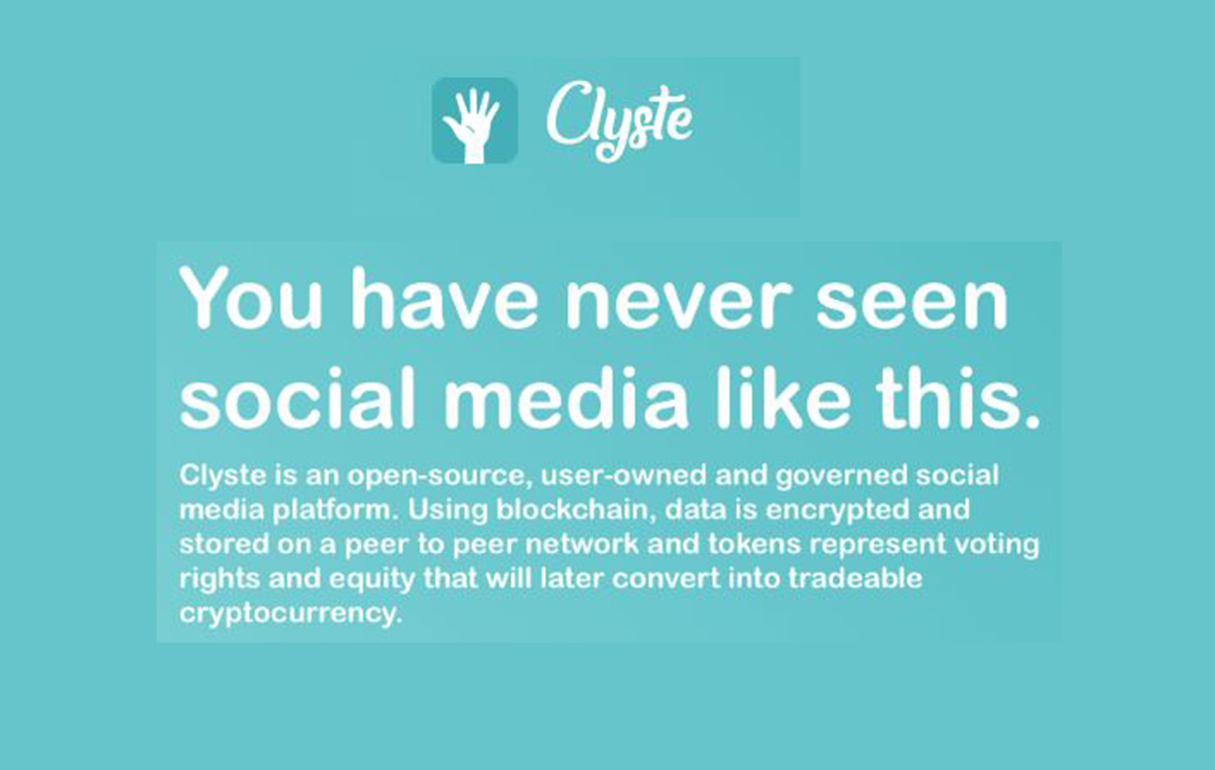 Clyste
You have never seen
social media like this.
Clyste is an open-source, user-owned and governed social
media platform. Using blockchain, data is encrypted and
stored on a peer to peer network and tokens represent voting
rights and equity that will later convert into tradeable
cryptocurrency.